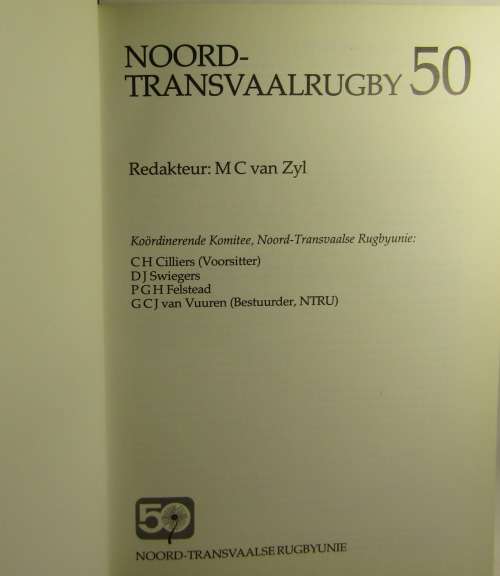 NOORD-
TRANSVAALRUGBY 50
Redakteur: M C van Zyl
Koördinerende Komitee, Noord-Transvaalse Rugbyunie:
C H Cilliers (Voorsitter)
D J Swiegers
P G H Felstead
G C J van Vuuren (Bestuurder, NTRU)
50
NOORD-TRANSVAALSE RUGBYUNIE